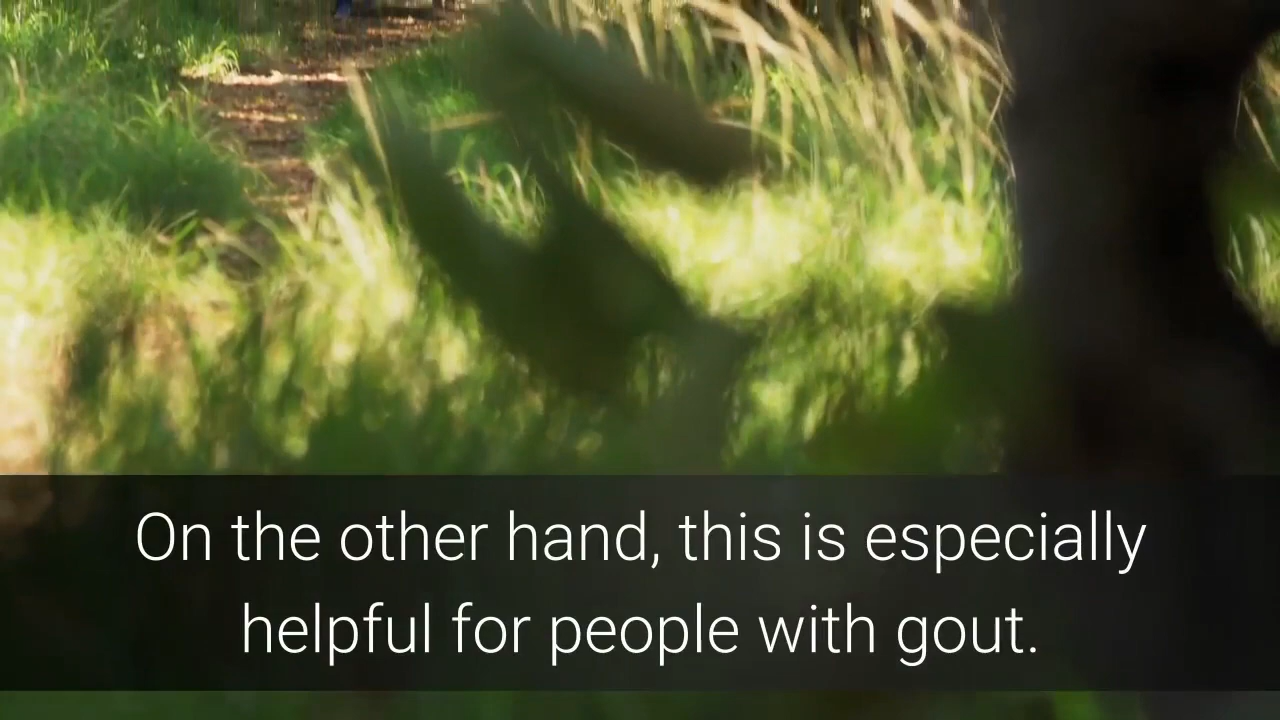 On the other hand, this is especially
helpful for people with gout.